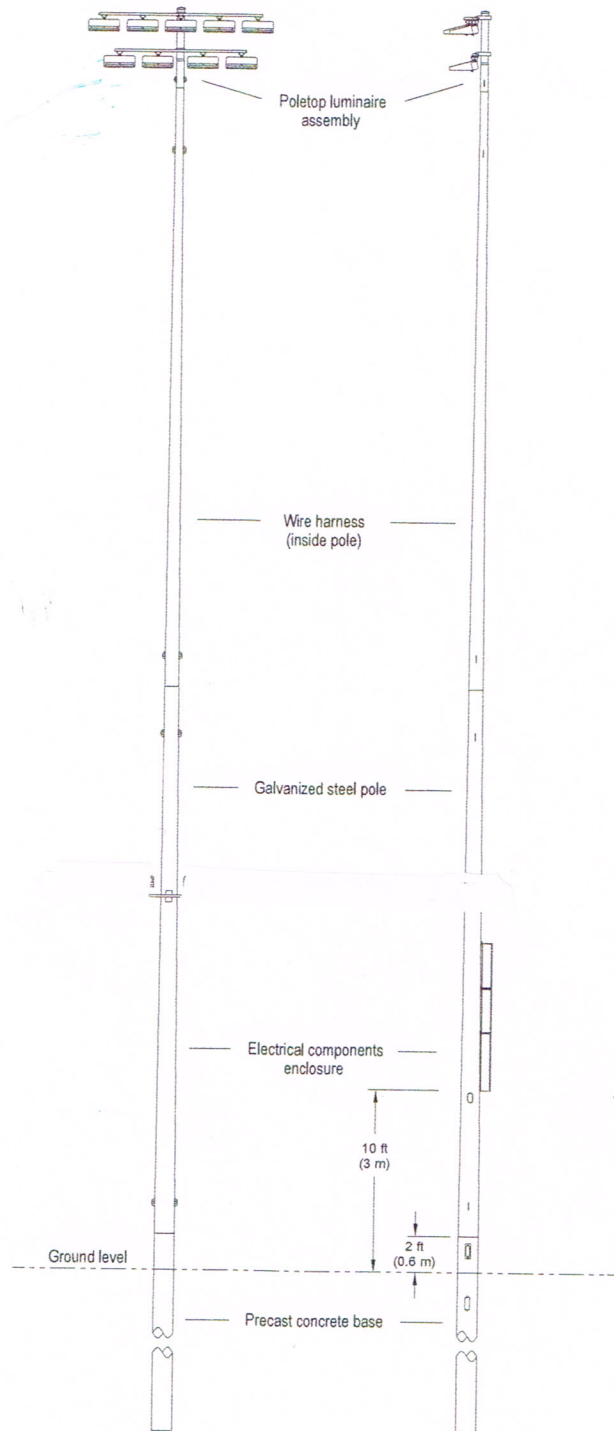 Poletop luminaire
assembly
Wire harness
(inside pole)
Galvanized steel pole
Electrical components
enclosure
10 ft
(3 m)
2 ft
(0.6 m)
Ground level
Precast concrete base